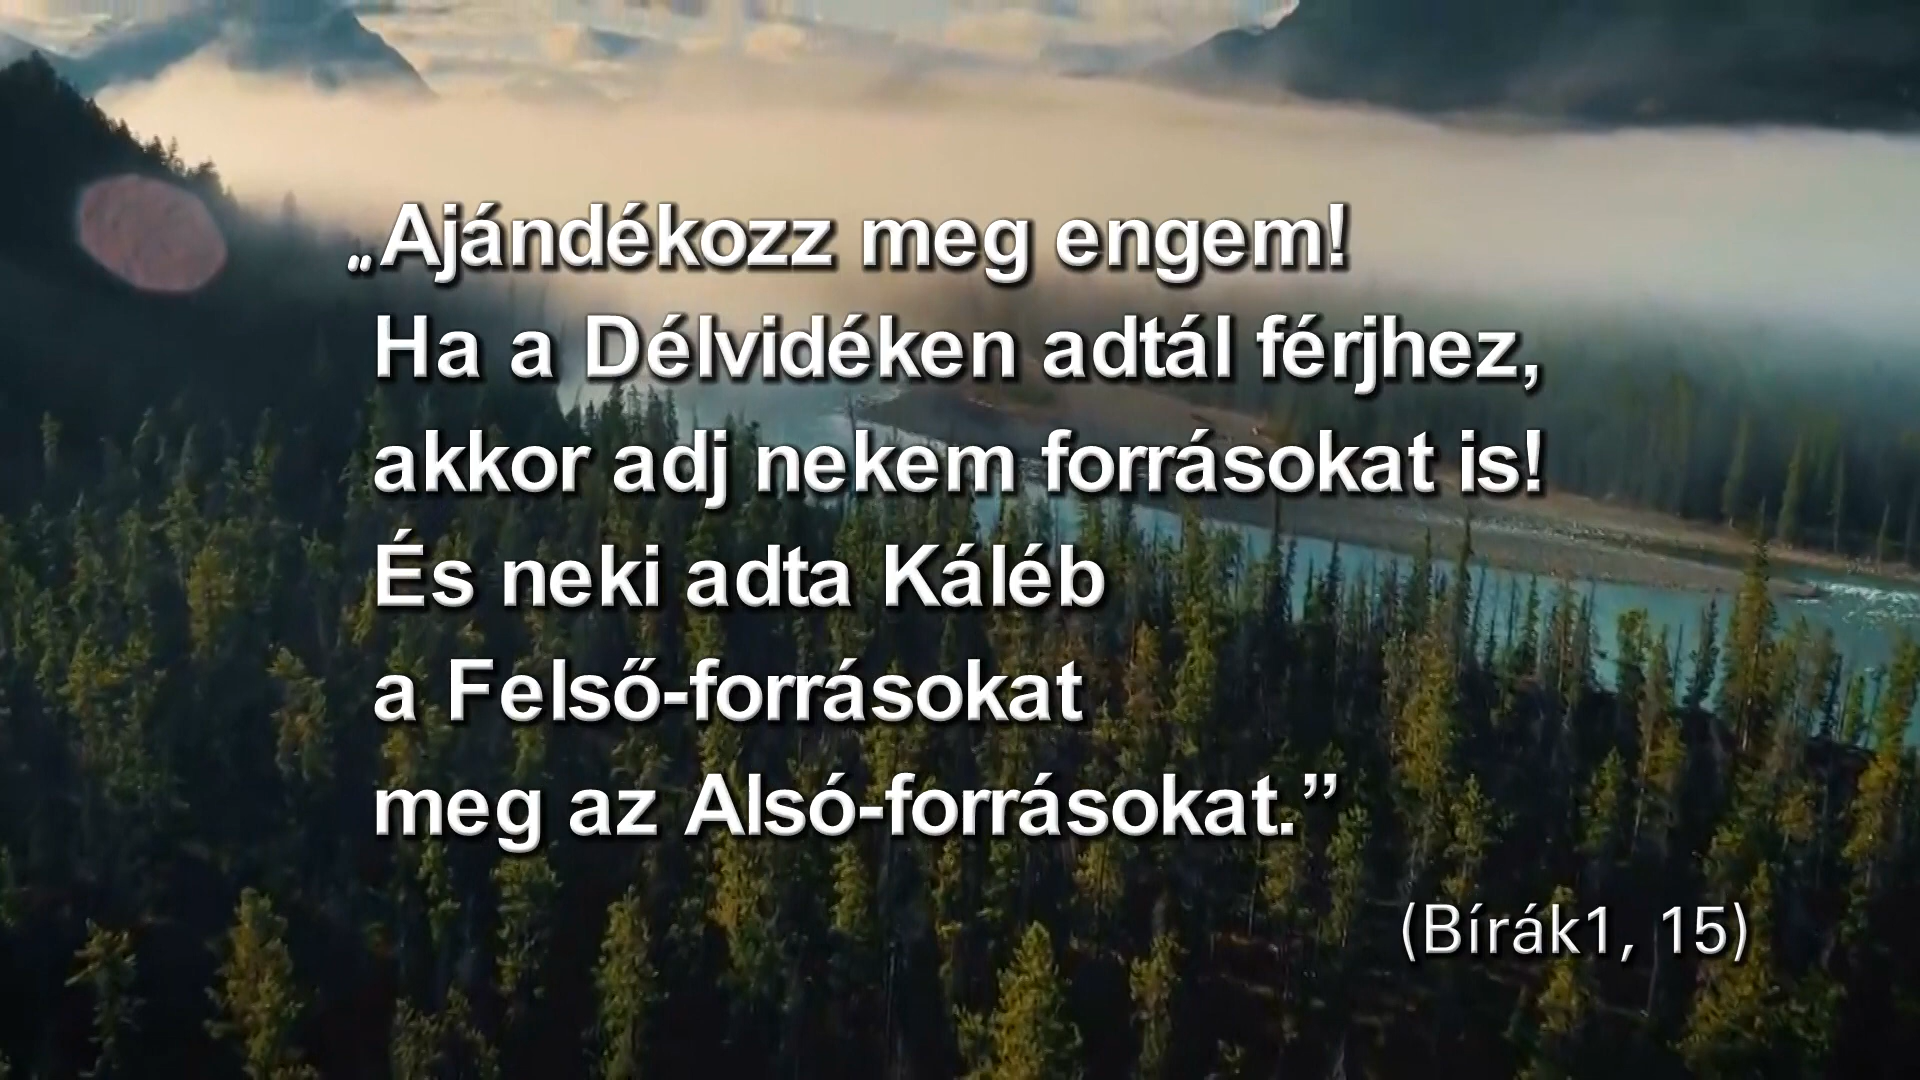 „Ajándékozz meg engem!
Ha a Délvidéken adtál férjhez,
akkor adj nekem forrásokat is!
És neki adta Káléb
a Felső-forrásokat
meg az Alsó-forrásokat.”
(Bírák1, 15)